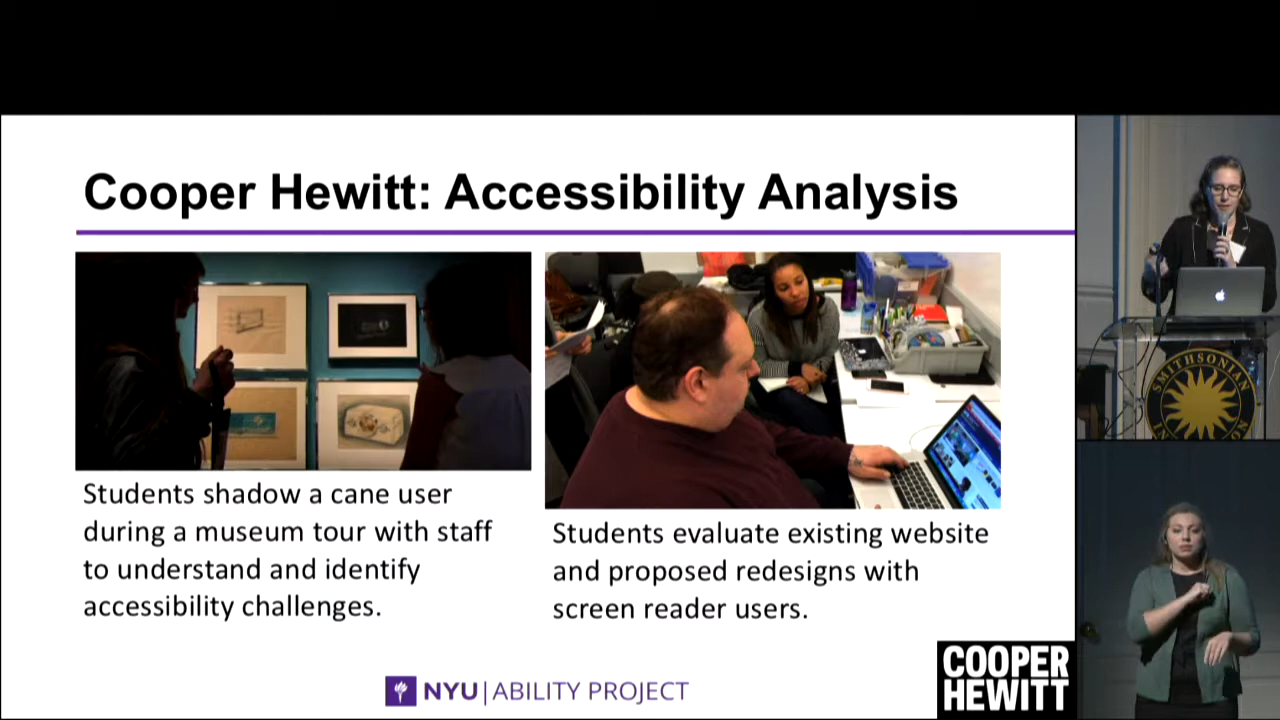 Cooper Hewitt: Accessibility Analysis
Students shadow a cane user
during a museum tour with staff
to understand and identify
accessibility challenges.
Students evaluate existing website
and proposed redesigns with
screen reader users.
NYU | ABILITY PROJECT
COOPER
HEWITT
SMITHSONIAN